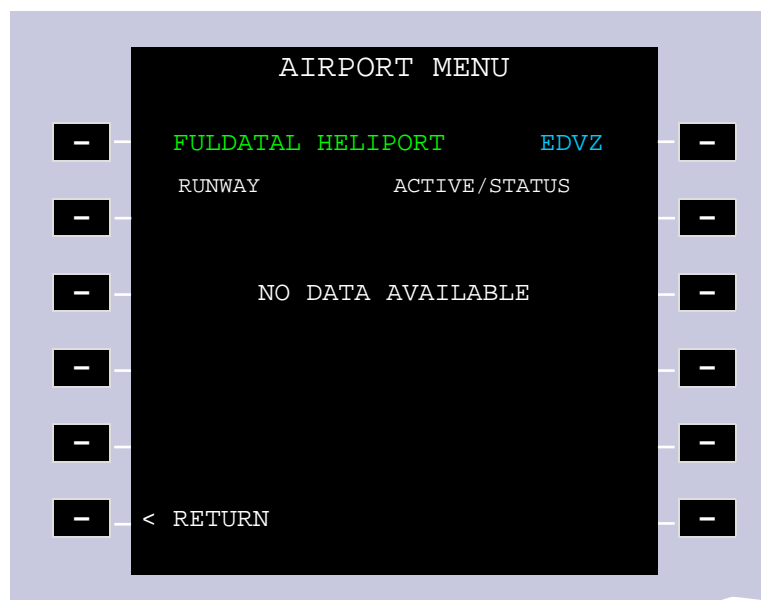 AIRPORT MENU
FULDATAL HELIPORT EDVZ
RUNWAY ACTIVE/STATUS
NO DATA AVAILABLE
< RETURN